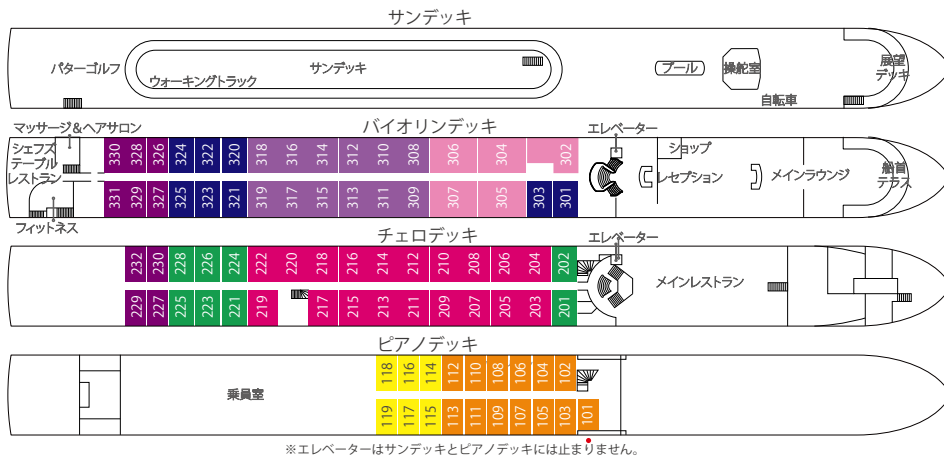 サンデッキ
パターゴルフ
ウォーキングトラック
サンデッキ
プール
操舵室
自転車
展望
デッキ
マッサージ&ヘアサロン
バイオリンデッキ
エレベーター
シェフズ
テーブル
レストラン
330 328 326 324 322 320 318 316 314 312 310 308 306 304 302
ショップ
レセプション
メインラウンジ
船首
テラス
331 329 327 325 323 321 319 317 315 313 311 309 307 305 303 301
フィットネス
チェロデッキ
エレベーター
232 230 228 226 224 222 220 218 216 214 212 210 208 206 204 202
メインレストラン
229 227 225 223 221 219 217 215 213 211 209 207 205 203 201
ピアノデッキ
118 116 114 112 110 108 106 104 102
乗員室
119 117 115 113 111 109 107 105 103 101
※エレベーターはサンデッキとピアノデッキには止まりません。